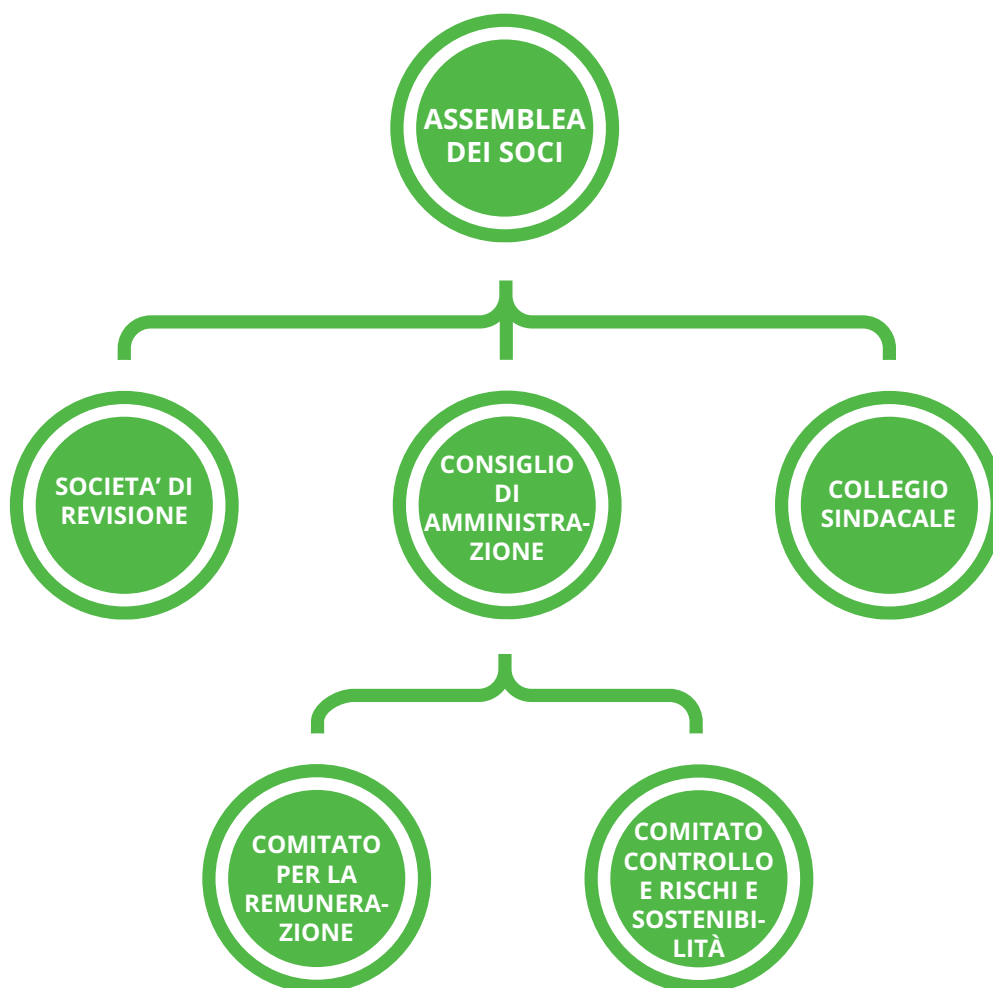 ASSEMBLEA
DEI SOCI
SOCIETA’ DI
REVISIONE
CONSIGLIO
DI
AMMINISTRA-
ZIONE
COLLEGIO
SINDACALE
COMITATO
PER LA
REMUNERA-
ZIONE
COMITATO
CONTROLLO
E RISCHI E
SOSTENIBI-
LITÀ